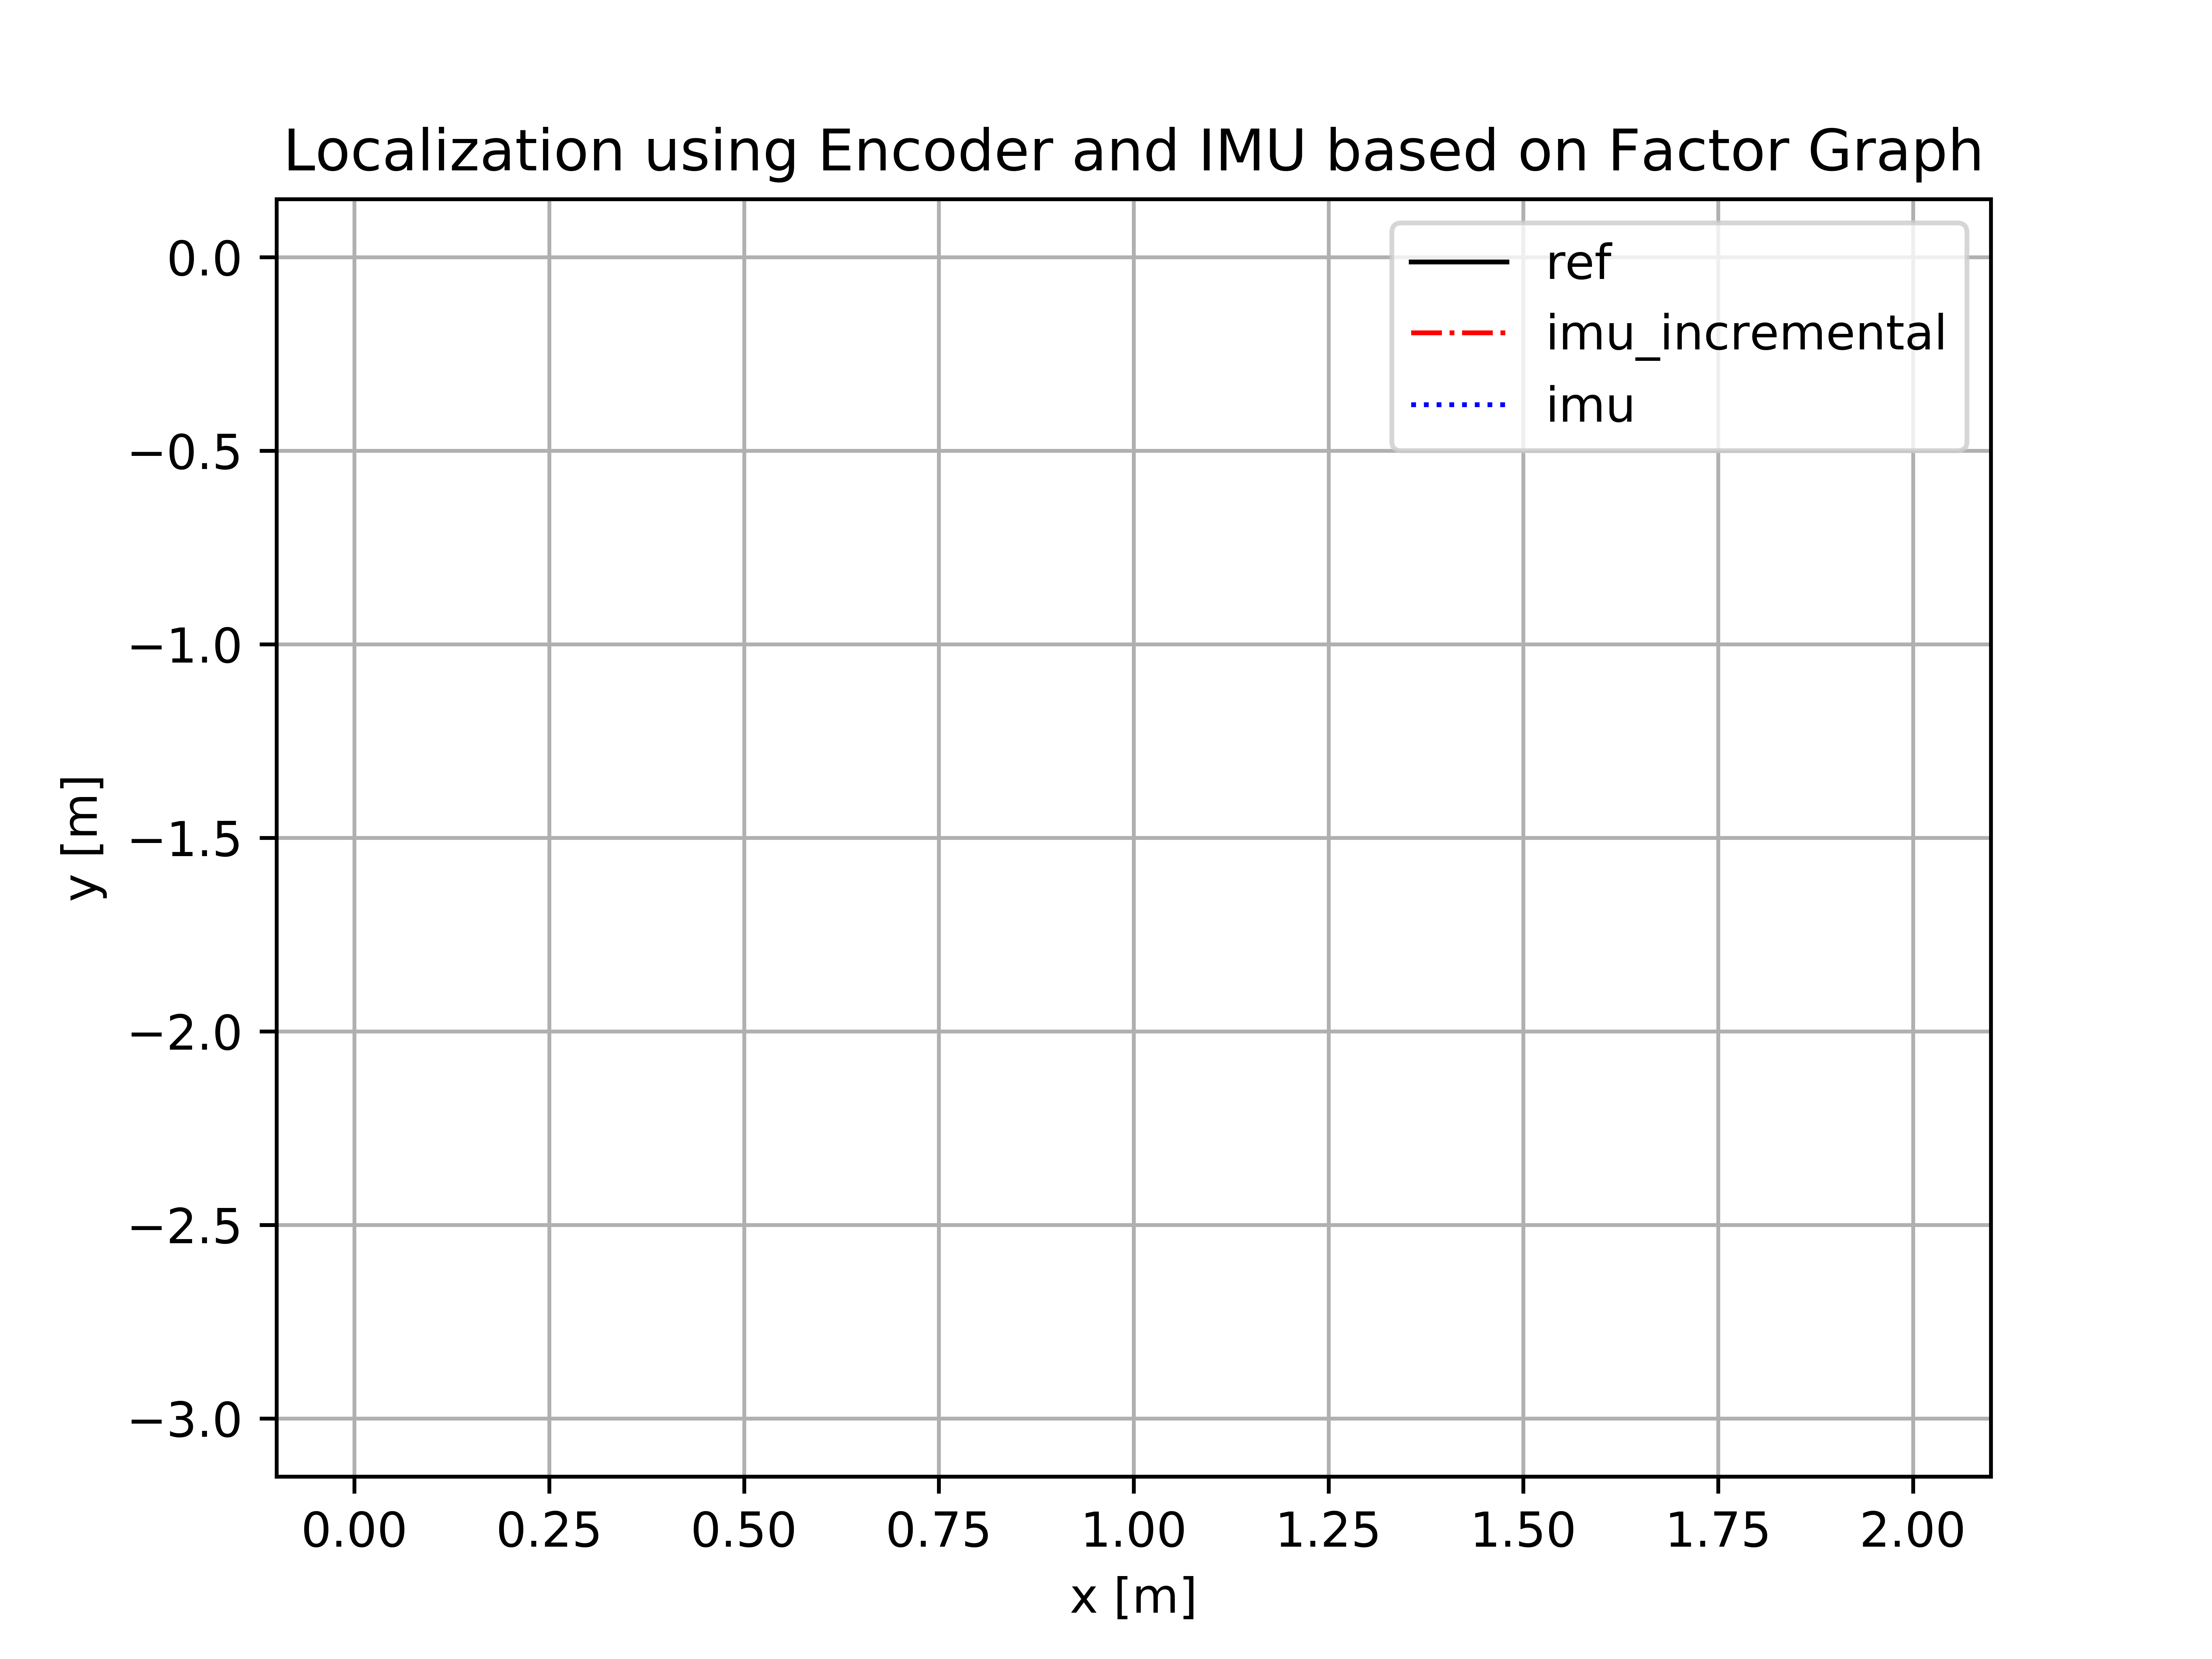 Localization using Encoder and IMU based on Factor Graph
ref
imu_incremental
imu
y [m]
0.0
−0.5
−1.0
−1.5
−2.0
−2.5
−3.0
0.00 0.25 0.50 0.75 1.00 1.25 1.50 1.75 2.00
x [m]